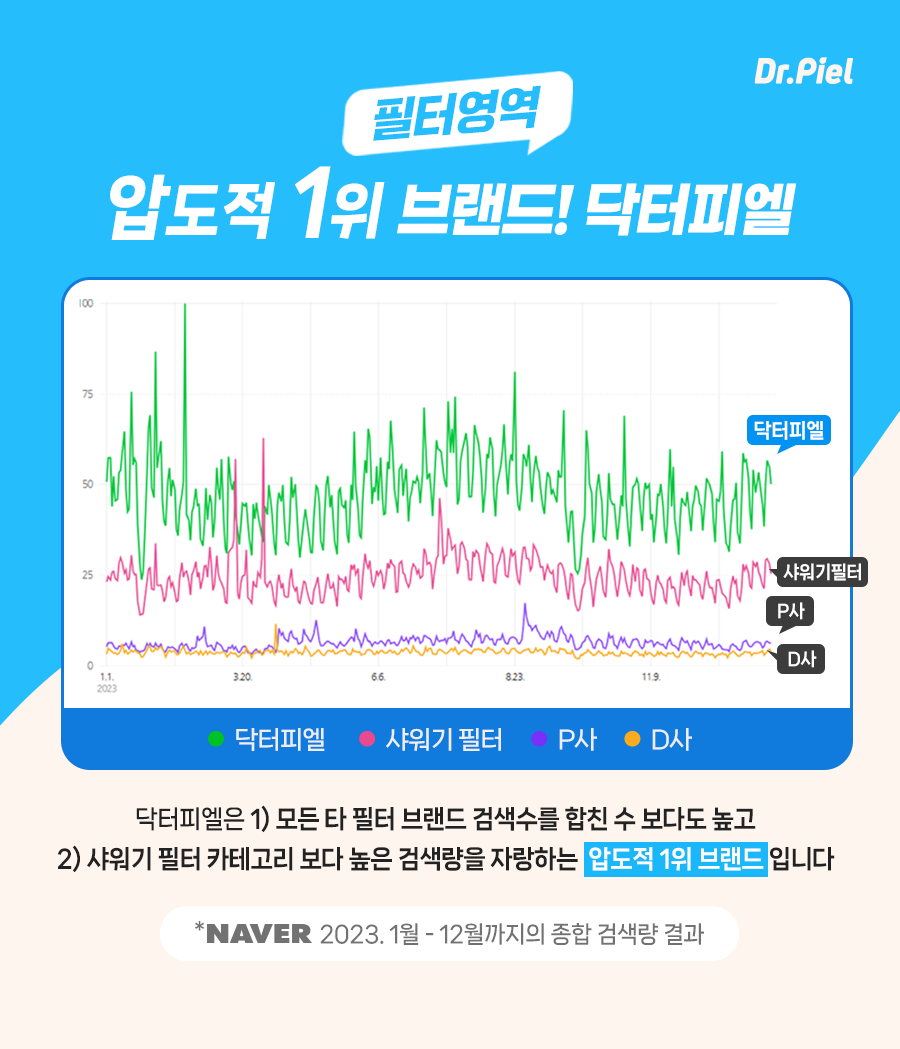 Dr.Piel
필터영역
압도적 1위 브랜드! 닥터피엘
100
75
50
25
0
닥터피엘
샤워기필터
P사
D사
1.1.
2023
3.20.
6.6.
8.23.
11.9.
닥터피엘 샤워기 필터 P사 D사
닥터피엘은 1) 모든 타 필터 브랜드 검색수를 합친 수 보다도 높고
2) 샤워기 필터 카테고리 보다 높은 검색량을 자랑하는 압도적 1위 브랜드입니다
*NAVER 2023. 1월 - 12월까지의 종합 검색량 결과